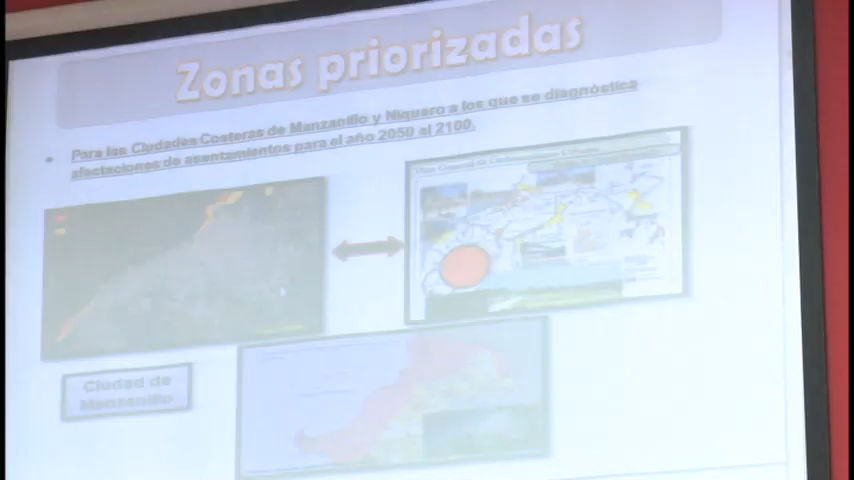 Zonas priorizadas
• Para las Ciudades Costeras de Manzanillo y Niquero a los que se diagnóstica
afectaciones de asentamientos para el año 2050 al 2100.
Ciudad de
Manzanillo